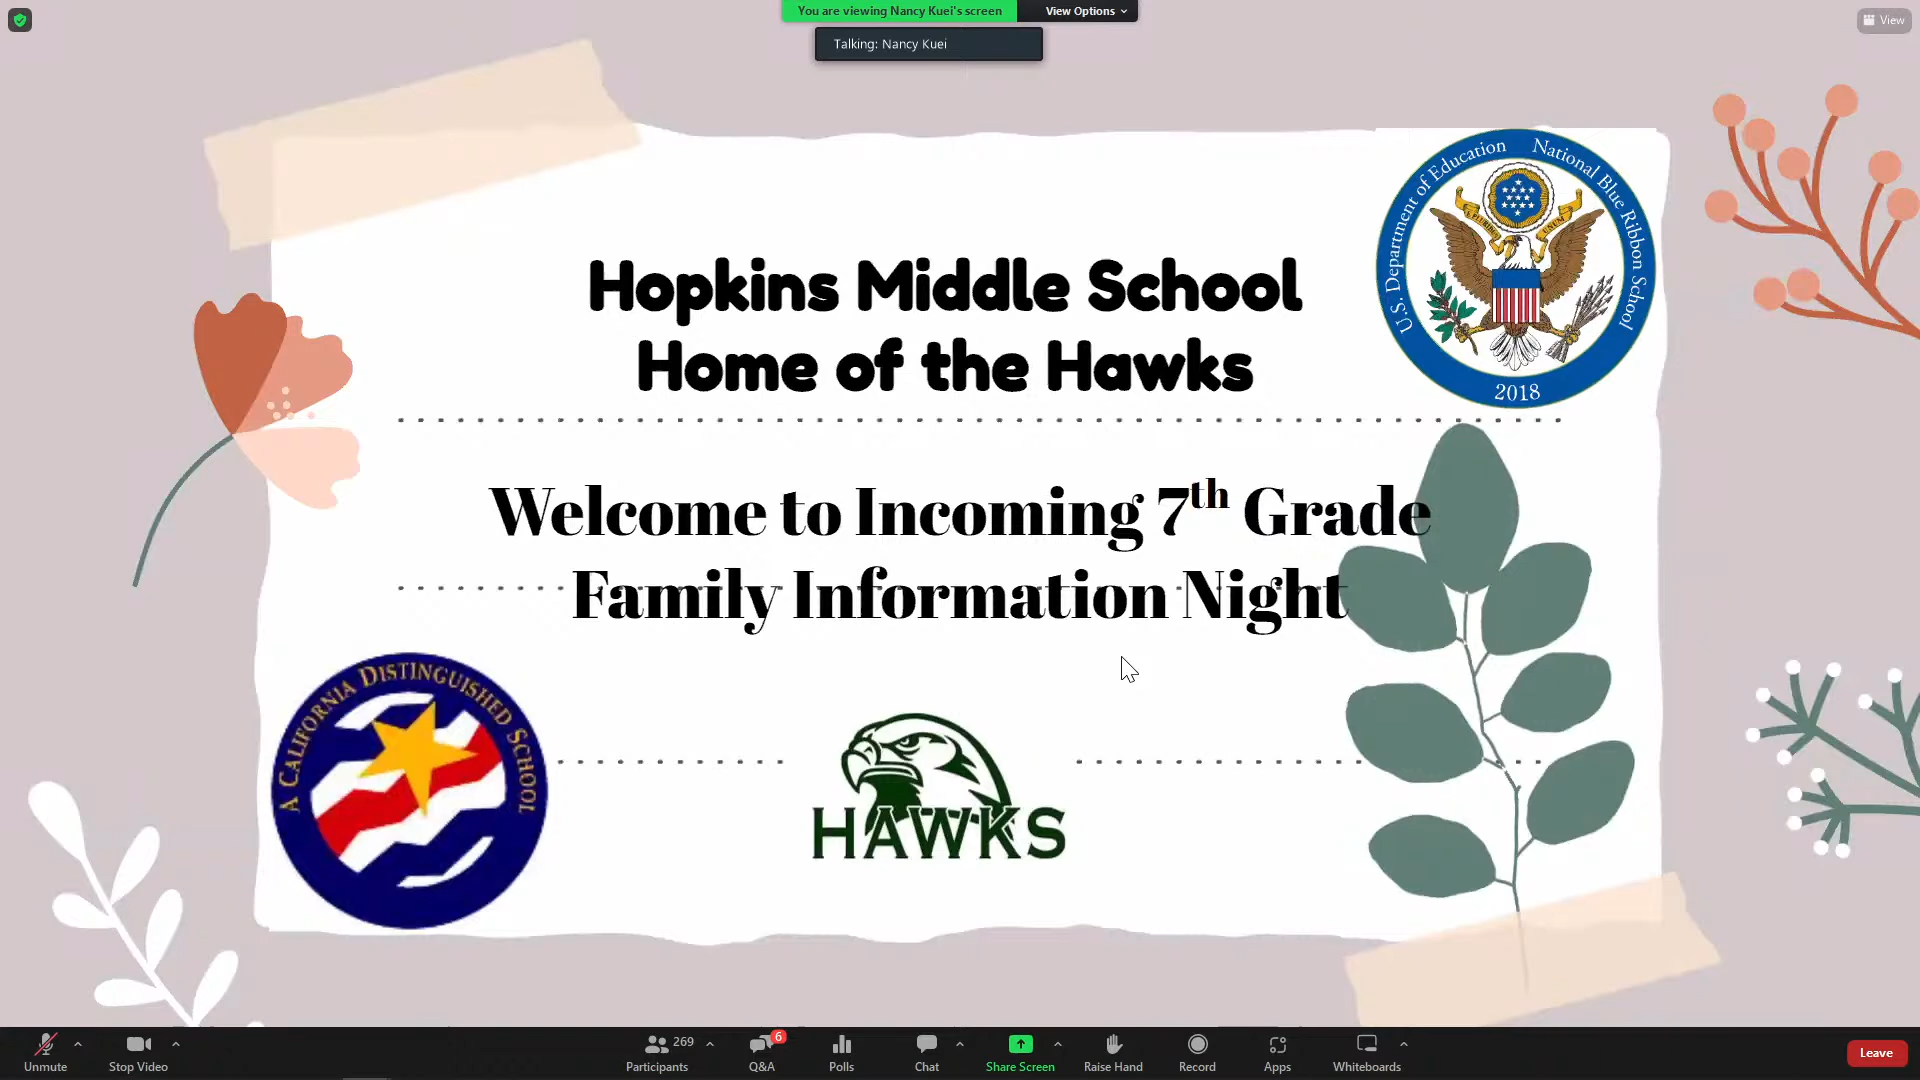 You are viewing Nancy Kuei's screen
View Options
View
Talking: Nancy Kuei
U.S. Department of Education National Blue Ribbon School
E PLURIBUS UNUM
2018
Hopkins Middle School
Home of the Hawks
Welcome to Incoming 7th Grade
Family Information Night
A CALIFORNIA DISTINGUISHED SCHOOL
HAWKS
269
6
Unmute
Stop Video
Participants
Q&A
Polls
Chat
Share Screen
Raise Hand
Record
Apps
Whiteboards
Leave